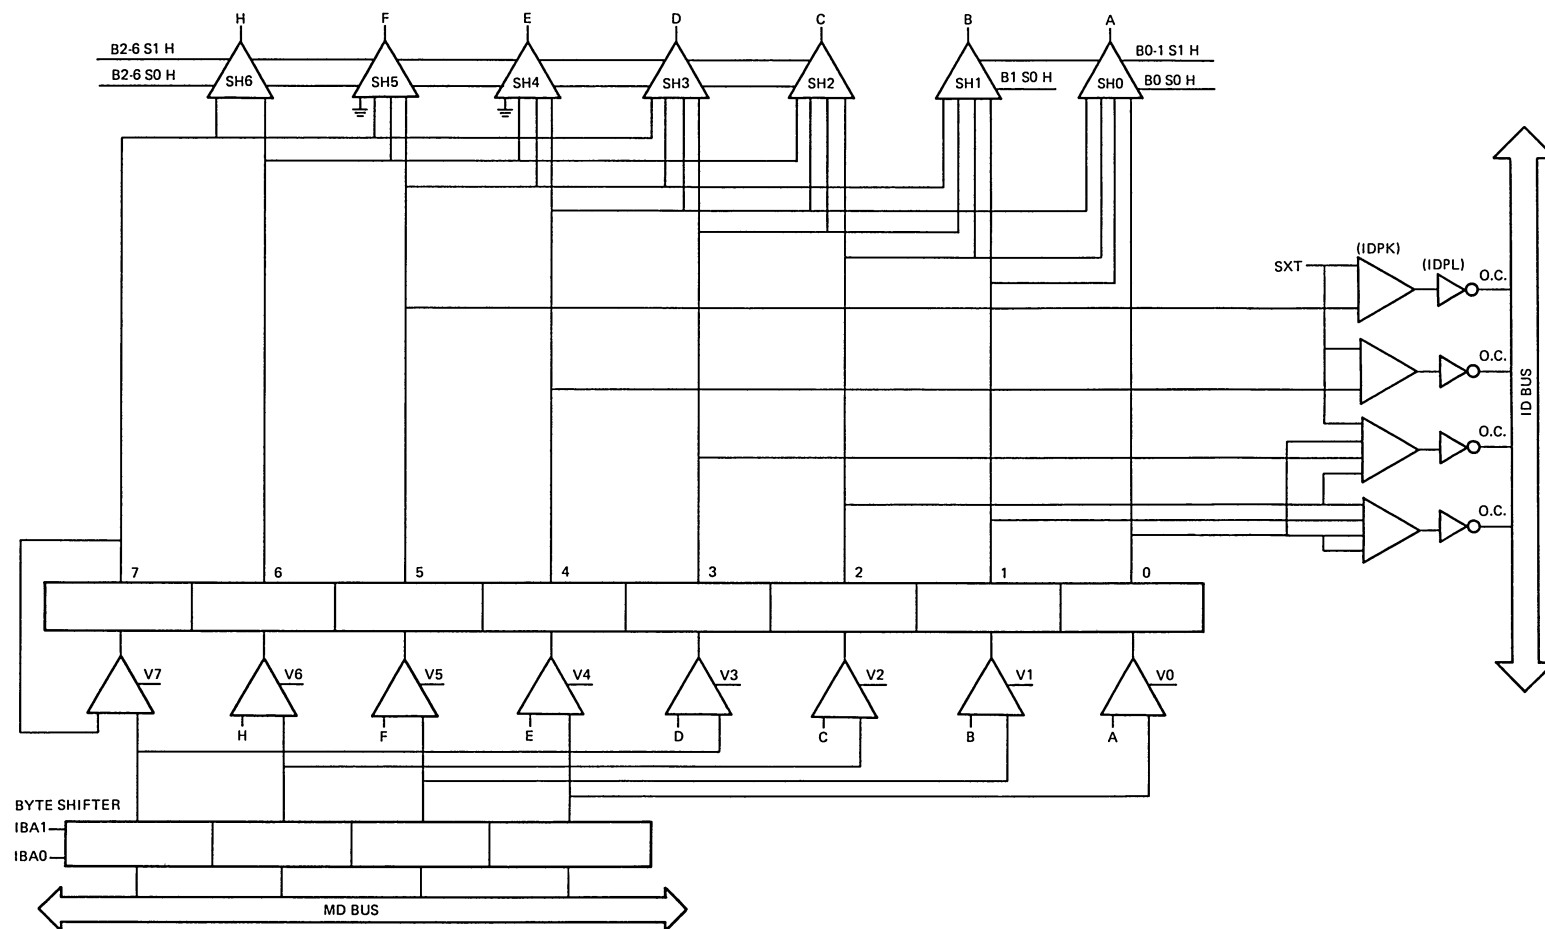 H F E D C B A
B2-6 S1 H
B0-1 S1 H
B2-6 S0 H
B1 S0 H
B0 S0 H
SH6 SH5 SH4 SH3 SH2 SH1 SH0
(IDPK)
(IDPL)
SXT
O.C.
O.C.
O.C.
O.C.
ID BUS
7 6 5 4 3 2 1 0
V7 V6 V5 V4 V3 V2 V1 V0
H F E D C B A
BYTE SHIFTER
IBA1
IBA0
MD BUS